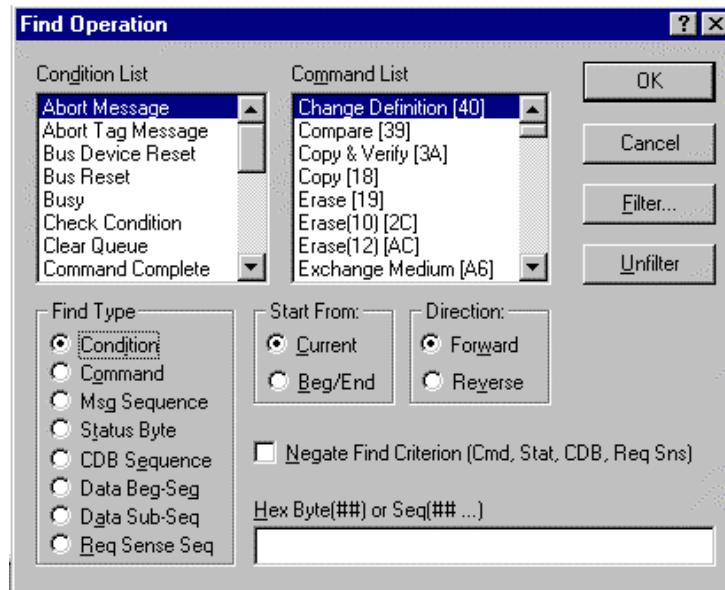 Find Operation
Condition List
Abort Message
Abort Tag Message
Bus Device Reset
Bus Reset
Busy
Check Condition
Clear Queue
Command Complete
Command List
Change Definition [40]
Compare [39]
Copy & Verify [3A]
Copy [18]
Erase [19]
Erase(10) [2C]
Erase(12) [AC]
Exchange Medium [A6]
OK
Cancel
Filter...
Unfilter
Find Type
Condition
Command
Msg Sequence
Status Byte
CDB Sequence
Data Beg-Seg
Data Sub-Seq
Req Sense Seq
Start From:
Current
Beg/End
Direction:
Forward
Reverse
Negate Find Criterion (Cmd, Stat, CDB, Req Sns)
Hex Byte(##) or Seq(## ...)